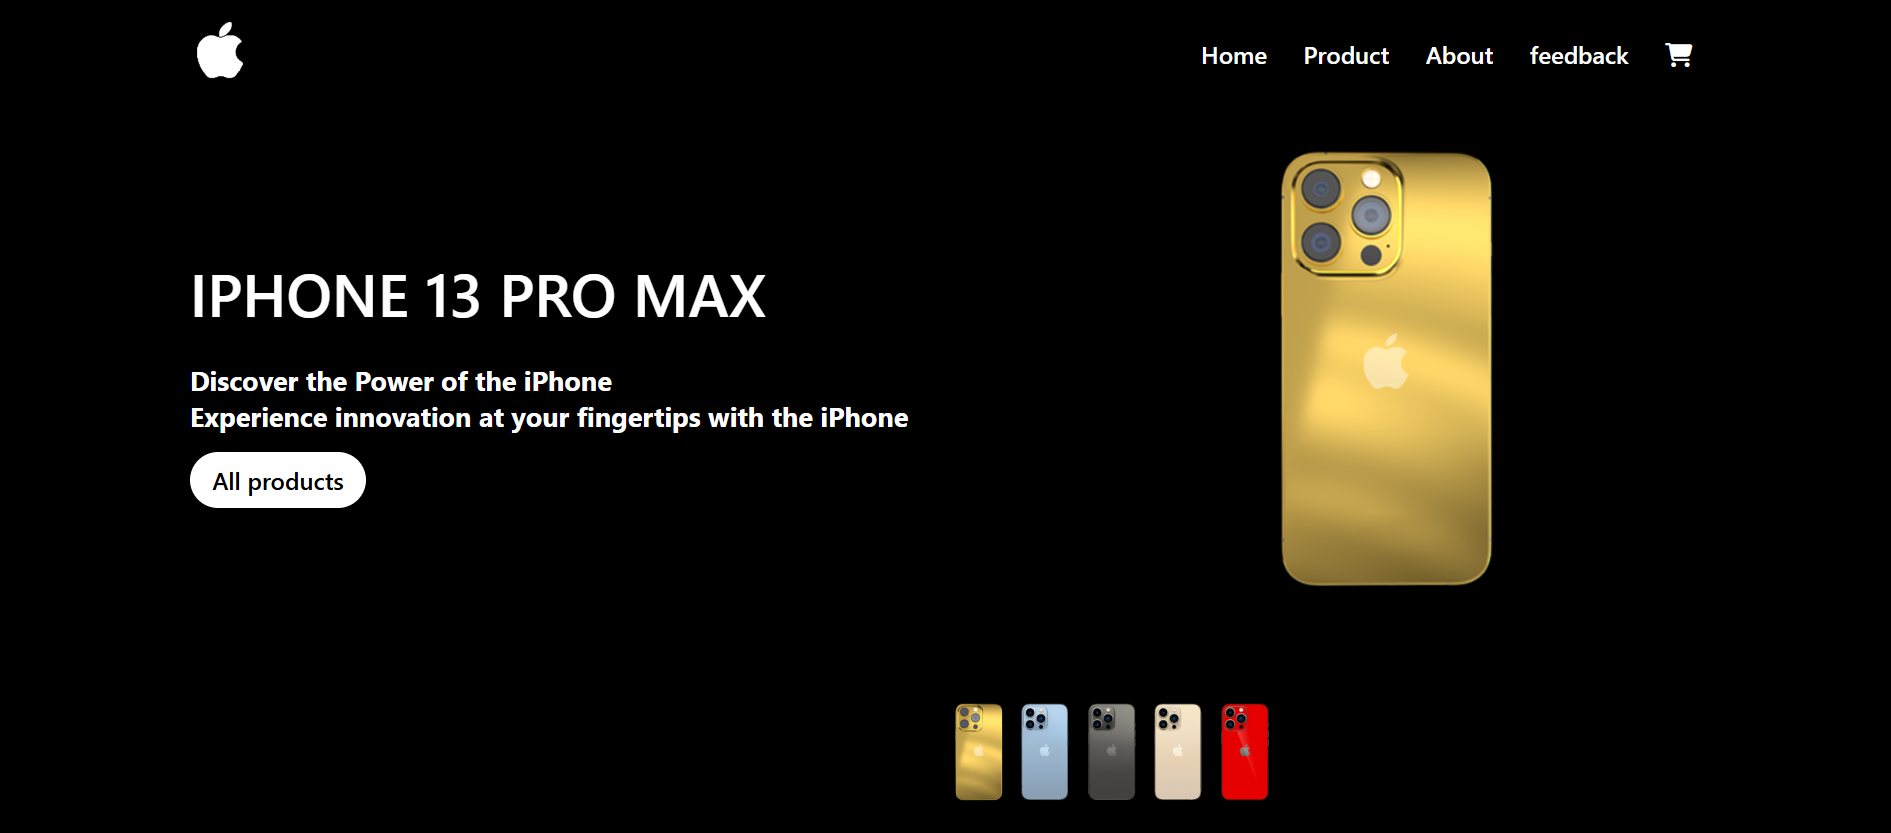 Home Product About feedback
IPHONE 13 PRO MAX
Discover the Power of the iPhone
Experience innovation at your fingertips with the iPhone
All products